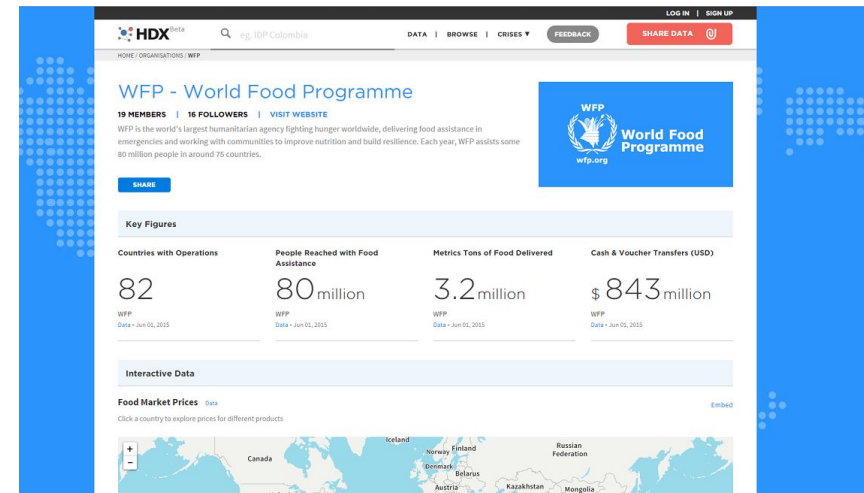 LOG IN | SIGN UP
HDX Beta
eg. IDP Colombia
DATA | BROWSE | CRISES ▼
FEEDBACK
SHARE DATA
HOME / ORGANISATIONS / WFP
WFP - World Food Programme
19 MEMBERS | 16 FOLLOWERS | VISIT WEBSITE
WFP is the world's largest humanitarian agency fighting hunger worldwide, delivering food assistance in
emergencies and working with communities to improve nutrition and build resilience. Each year, WFP assists some
80 million people in around 75 countries.
SHARE
WFP
World Food
Programme
wfp.org
Key Figures
Countries with Operations
82
WFP
Data • Jun 01, 2015
People Reached with Food
Assistance
80 million
WFP
Data • Jun 01, 2015
Metrics Tons of Food Delivered
3.2 million
WFP
Data • Jun 01, 2015
Cash & Voucher Transfers (USD)
$ 843 million
WFP
Data • Jun 01, 2015
Interactive Data
Food Market Prices Data
Embed
Click a country to explore prices for different products
+
-
Iceland
Canada
Norway
Finland
Russian
Federation
Denmark
Belarus
Austria
Kazakhstan
Mongolia